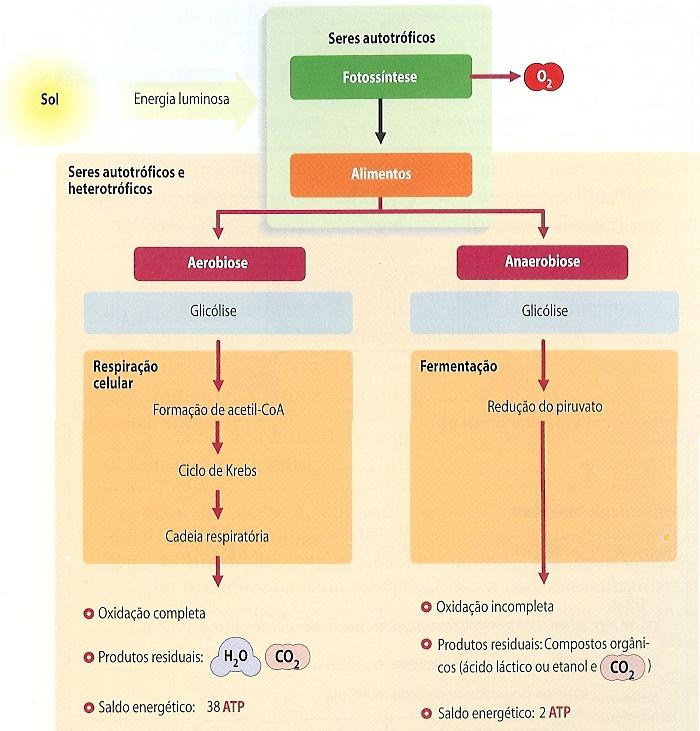 Seres autotróficos
Sol
Energia luminosa
Fotossíntese
O2
Alimentos
Seres autotróficos e
heterotróficos
Aerobiose
Glicólise
Respiração
celular
Formação de acetil-CoA
Ciclo de Krebs
Cadeia respiratória
Oxidação completa
Produtos residuais: H2O CO2
Saldo energético: 38 ATP
Anaerobiose
Glicólise
Fermentação
Redução do piruvato
Oxidação incompleta
Produtos residuais: Compostos orgâni-
cos (ácido láctico ou etanol e CO2 )
Saldo energético: 2 ATP